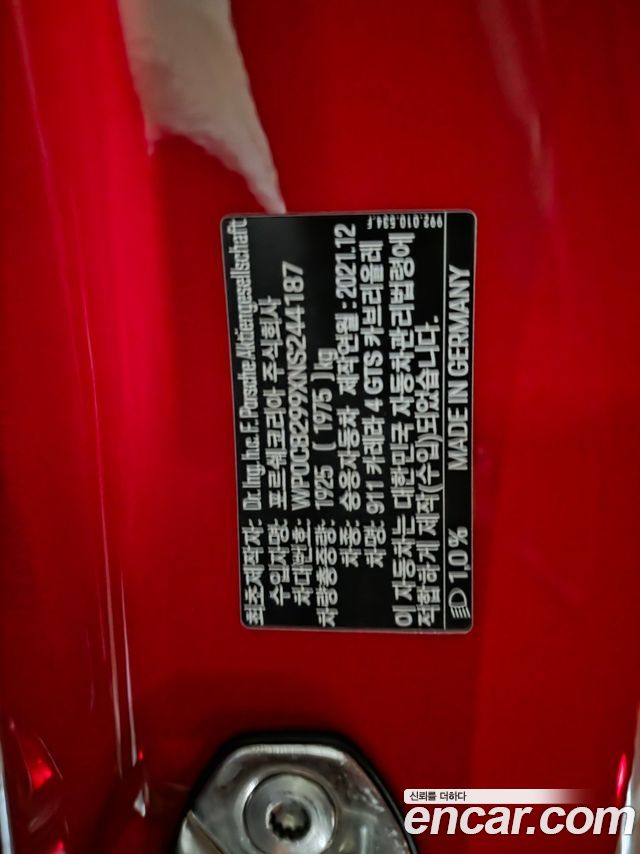 992.010.534.F
최초제작자: Dr. Ing. h.c. F. Porsche Aktiengesellschaft
수입자명: 포르쉐코리아 주식회사
차대번호: WP0CB299XNS244187
차량총중량: 1925 ( 1975 ) kg
차종: 승용자동차 제작연월 : 2021.12
차명: 911 카레라 4 GTS 카브리올레
이 자동차는 대한민국 자동차관리법령에
적합하게 제작(수입)되었습니다.
1,0 % MADE IN GERMANY
신뢰를 더하다
encar.com